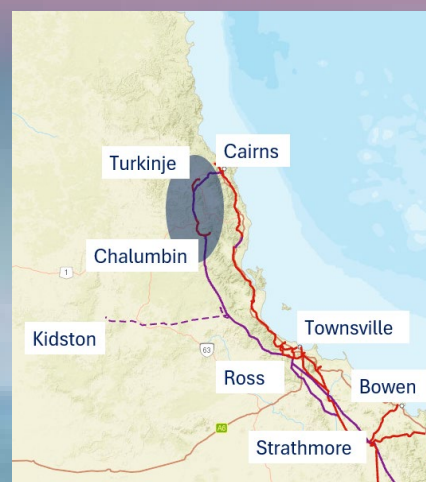 Cairns
Turkinje
Chalumbin
1
Kidston
Townsville
63
Ross
Bowen
A6
Strathmore